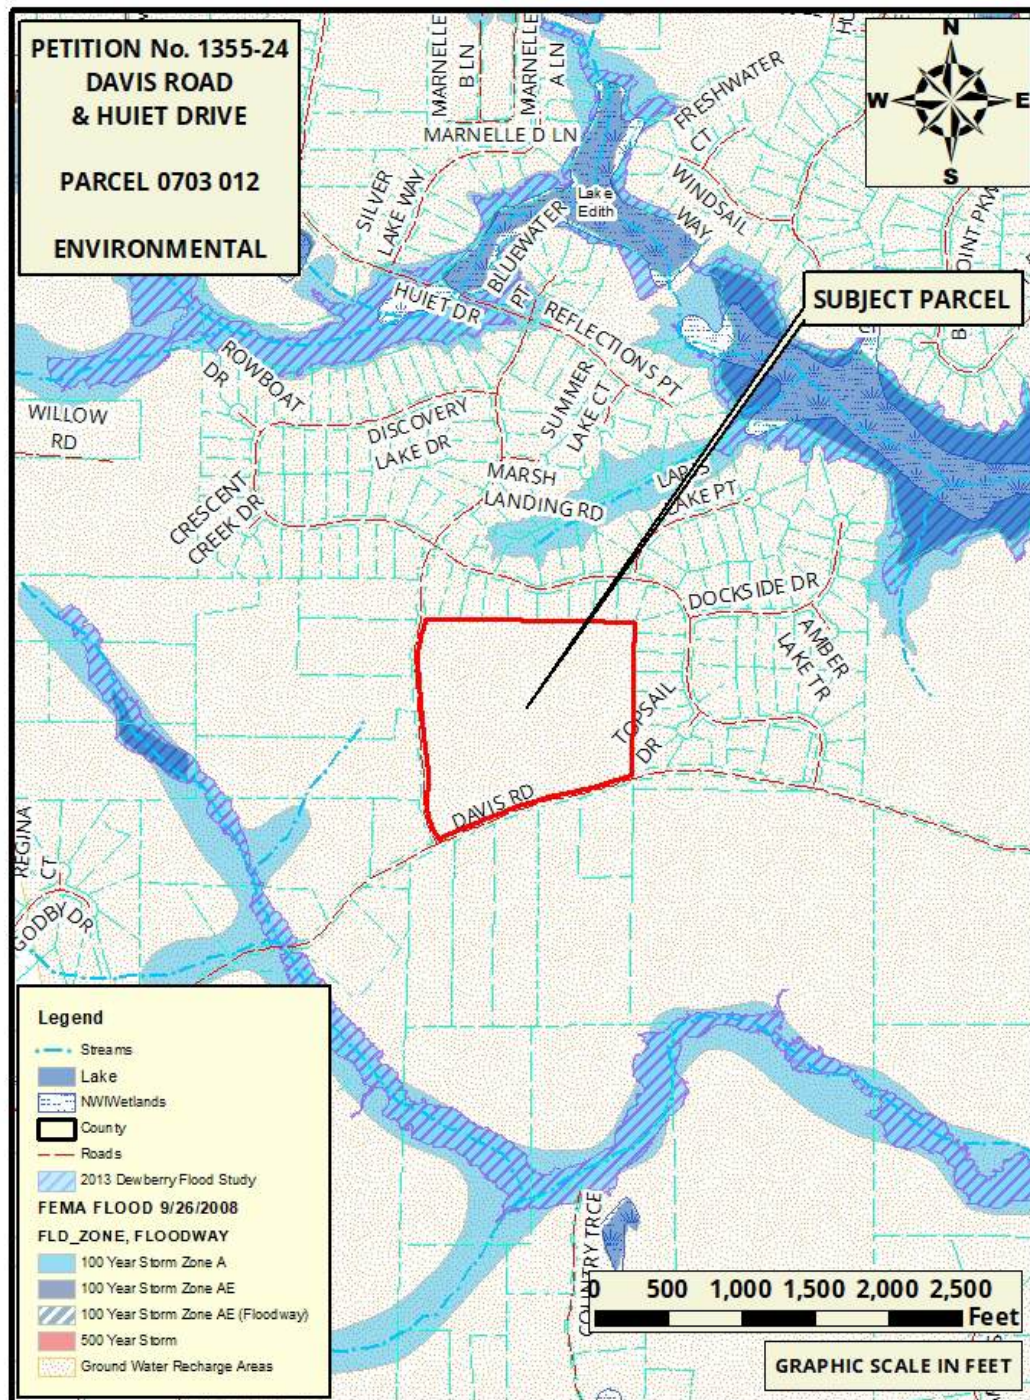 PETITION No. 1355-24
DAVIS ROAD
& HUIET DRIVE
PARCEL 0703 012
ENVIRONMENTAL
MARNELLE
B LN
MARNELLE
A LN
MARNELLE D LN
FRESHWATER
CT
N
W
E
S
SILVER
LAKE WAY
Lake
Edith
WINDSAIL
WAY
BLUEWATER
PT
HUIET DR
REFLECTIONS PT
SUBJECT PARCEL
ROWBOAT
DR
WILLOW
RD
DISCOVERY
LAKE DR
SUMMER
LAKE CT
MARSH
LANDING RD
LAKE PT
CRESCENT
CREEK DR
DOCKSIDE DR
AMBER
LAKE TR
TOPSAIL
DR
DAVIS RD
REGINA
CT
GODBY DR
COUNTRY TRCE
Legend
Streams
Lake
NWIWetlands
County
Roads
2013 Dewberry Flood Study
FEMA FLOOD 9/26/2008
FLD_ZONE, FLOODWAY
100 Year Storm Zone A
100 Year Storm Zone AE
100 Year Storm Zone AE (Floodway)
500 Year Storm
Ground Water Recharge Areas
0 500 1,000 1,500 2,000 2,500
Feet
GRAPHIC SCALE IN FEET